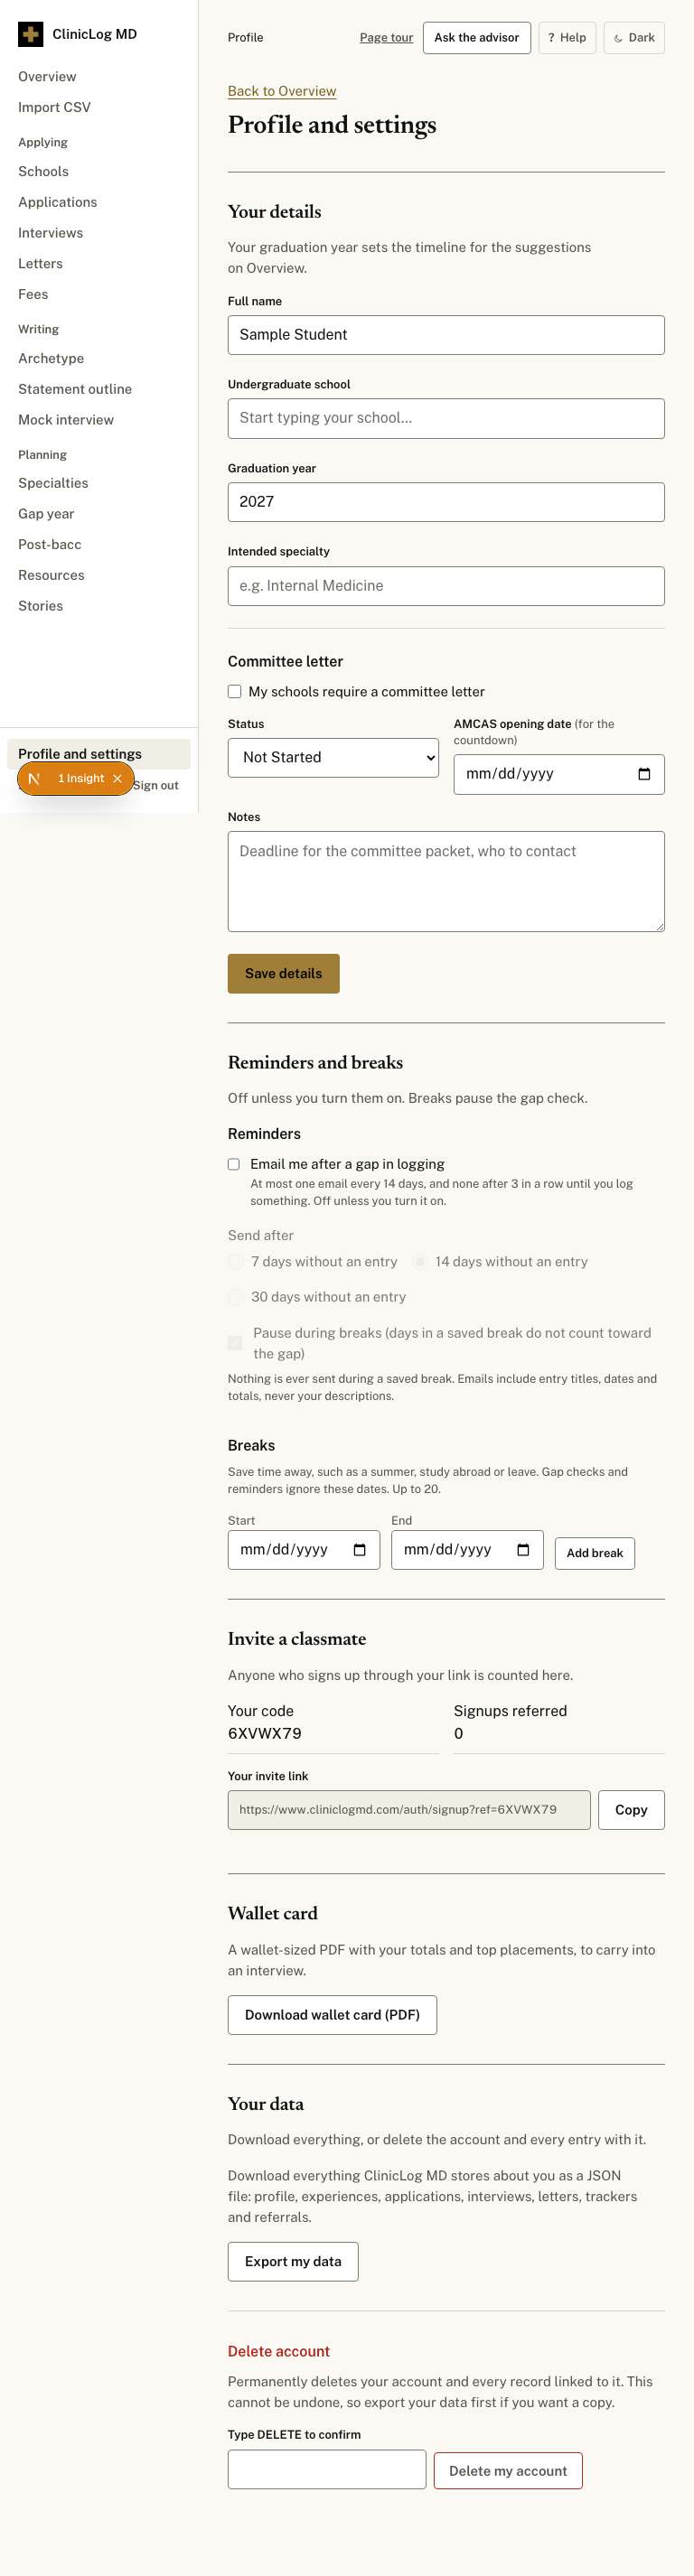 ClinicLog MD
Overview
Import CSV
Applying
Schools
Applications
Interviews
Letters
Fees
Writing
Archetype
Statement outline
Mock interview
Planning
Specialties
Gap year
Post-bacc
Resources
Stories
Profile and settings
1 Insight
Sign out
Profile
Page tour
Ask the advisor
? Help
Dark
Back to Overview
Profile and settings
Your details
Your graduation year sets the timeline for the suggestions
on Overview.
Full name
Sample Student
Undergraduate school
Start typing your school...
Graduation year
2027
Intended specialty
e.g. Internal Medicine
Committee letter
My schools require a committee letter
Status
Not Started
AMCAS opening date (for the
countdown)
mm/dd/yyyy
Notes
Deadline for the committee packet, who to contact
Save details
Reminders and breaks
Off unless you turn them on. Breaks pause the gap check.
Reminders
Email me after a gap in logging
At most one email every 14 days, and none after 3 in a row until you log
something. Off unless you turn it on.
Send after
7 days without an entry
14 days without an entry
30 days without an entry
Pause during breaks (days in a saved break do not count toward
the gap)
Nothing is ever sent during a saved break. Emails include entry titles, dates and
totals, never your descriptions.
Breaks
Save time away, such as a summer, study abroad or leave. Gap checks and
reminders ignore these dates. Up to 20.
Start
mm/dd/yyyy
End
mm/dd/yyyy
Add break
Invite a classmate
Anyone who signs up through your link is counted here.
Your code
6XVWX79
Signups referred
0
Your invite link
https://www.cliniclogmd.com/auth/signup?ref=6XVWX79
Copy
Wallet card
A wallet-sized PDF with your totals and top placements, to carry into
an interview.
Download wallet card (PDF)
Your data
Download everything, or delete the account and every entry with it.
Download everything ClinicLog MD stores about you as a JSON
file: profile, experiences, applications, interviews, letters, trackers
and referrals.
Export my data
Delete account
Permanently deletes your account and every record linked to it. This
cannot be undone, so export your data first if you want a copy.
Type DELETE to confirm
Delete my account